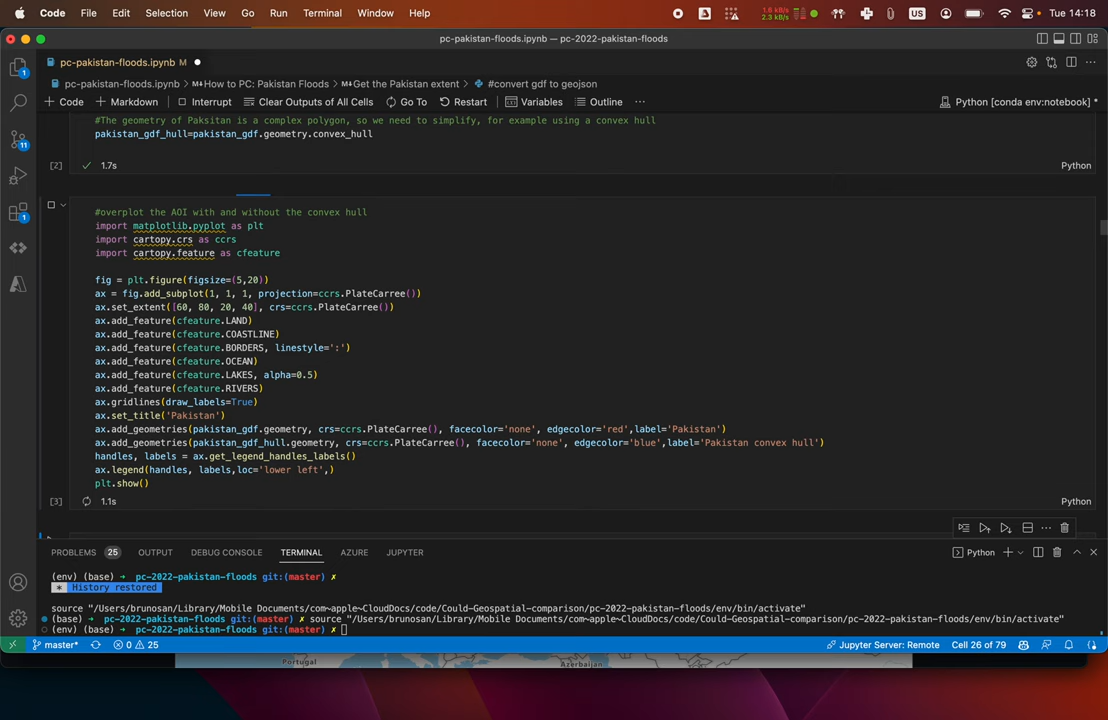 Code File Edit Selection View Go Run Terminal Window Help 1.6 kB/s 2.3 kB/s US Tue 14:18
pc-pakistan-floods.ipynb — pc-2022-pakistan-floods
pc-pakistan-floods.ipynb M
pc-pakistan-floods.ipynb > M↓How to PC: Pakistan Floods > M↓Get the Pakistan extent > #convert gdf to geojson
+ Code + Markdown Interrupt Clear Outputs of All Cells Go To Restart Variables Outline ... Python [conda env:notebook] *
#The geometry of Paksitan is a complex polygon, so we need to simplify, for example using a convex hull
pakistan_gdf_hull=pakistan_gdf.geometry.convex_hull
[2] ✓ 1.7s Python
#overplot the AOI with and without the convex hull
import matplotlib.pyplot as plt
import cartopy.crs as ccrs
import cartopy.feature as cfeature
fig = plt.figure(figsize=(5,20))
ax = fig.add_subplot(1, 1, 1, projection=ccrs.PlateCarree())
ax.set_extent([60, 80, 20, 40], crs=ccrs.PlateCarree())
ax.add_feature(cfeature.LAND)
ax.add_feature(cfeature.COASTLINE)
ax.add_feature(cfeature.BORDERS, linestyle=':')
ax.add_feature(cfeature.OCEAN)
ax.add_feature(cfeature.LAKES, alpha=0.5)
ax.add_feature(cfeature.RIVERS)
ax.gridlines(draw_labels=True)
ax.set_title('Pakistan')
ax.add_geometries(pakistan_gdf.geometry, crs=ccrs.PlateCarree(), facecolor='none', edgecolor='red',label='Pakistan')
ax.add_geometries(pakistan_gdf_hull.geometry, crs=ccrs.PlateCarree(), facecolor='none', edgecolor='blue',label='Pakistan convex hull')
handles, labels = ax.get_legend_handles_labels()
ax.legend(handles, labels,loc='lower left',)
plt.show()
[3] 1.1s Python
PROBLEMS 25 OUTPUT DEBUG CONSOLE TERMINAL AZURE JUPYTER Python
(env) (base) → pc-2022-pakistan-floods git:(master) ✗
* History restored
source "/Users/brunosan/Library/Mobile Documents/com~apple~CloudDocs/code/Could-Geospatial-comparison/pc-2022-pakistan-floods/env/bin/activate"
(base) → pc-2022-pakistan-floods git:(master) ✗ source "/Users/brunosan/Library/Mobile Documents/com~apple~CloudDocs/code/Could-Geospatial-comparison/pc-2022-pakistan-floods/env/bin/activate"
(env) (base) → pc-2022-pakistan-floods git:(master) ✗
master* 0 25 Jupyter Server: Remote Cell 26 of 79
Portugal Azerbaijan
1
11
1